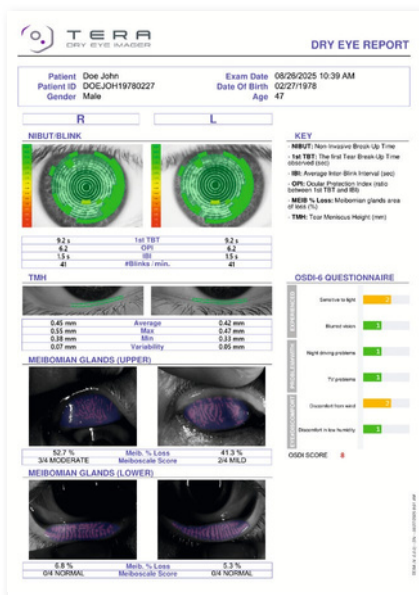 TERA
DRY EYE IMAGER
DRY EYE REPORT
Patient Doe John
Patient ID DOEJOH19780227
Gender Male
Exam Date 08/26/2025 10:39 AM
Date Of Birth 02/27/1978
Age 47
R L
NIBUT/BLINK
9.2 s 1st TBT 9.2 s
6.2 OPI 6.2
1.5 s IBI 1.5 s
41 #Blinks / min. 41
TMH
0.45 mm Average 0.42 mm
0.55 mm Max 0.47 mm
0.38 mm Min 0.33 mm
0.07 mm Variability 0.05 mm
MEIBOMIAN GLANDS (UPPER)
52.7 % Meib. % Loss 41.3 %
3/4 MODERATE Meiboscale Score 2/4 MILD
MEIBOMIAN GLANDS (LOWER)
6.8 % Meib. % Loss 5.3 %
0/4 NORMAL Meiboscale Score 0/4 NORMAL
KEY
- NIBUT: Non-Invasive Break-Up Time
- 1st TBT: The first Tear Break-Up Time
observed (sec)
- IBI: Average Inter-Blink Interval (sec)
- OPI: Ocular Protection Index (ratio
between 1st TBT and IBI)
- MEIB % Loss: Meibomian glands area
of loss (%)
- TMH: Tear Meniscus Height (mm)
OSDI-6 QUESTIONNAIRE
Sensitive to light
Blurred vision
Night driving problems
TV problems
Discomfort from wind
Discomfort in low humidity
OSDI SCORE 8